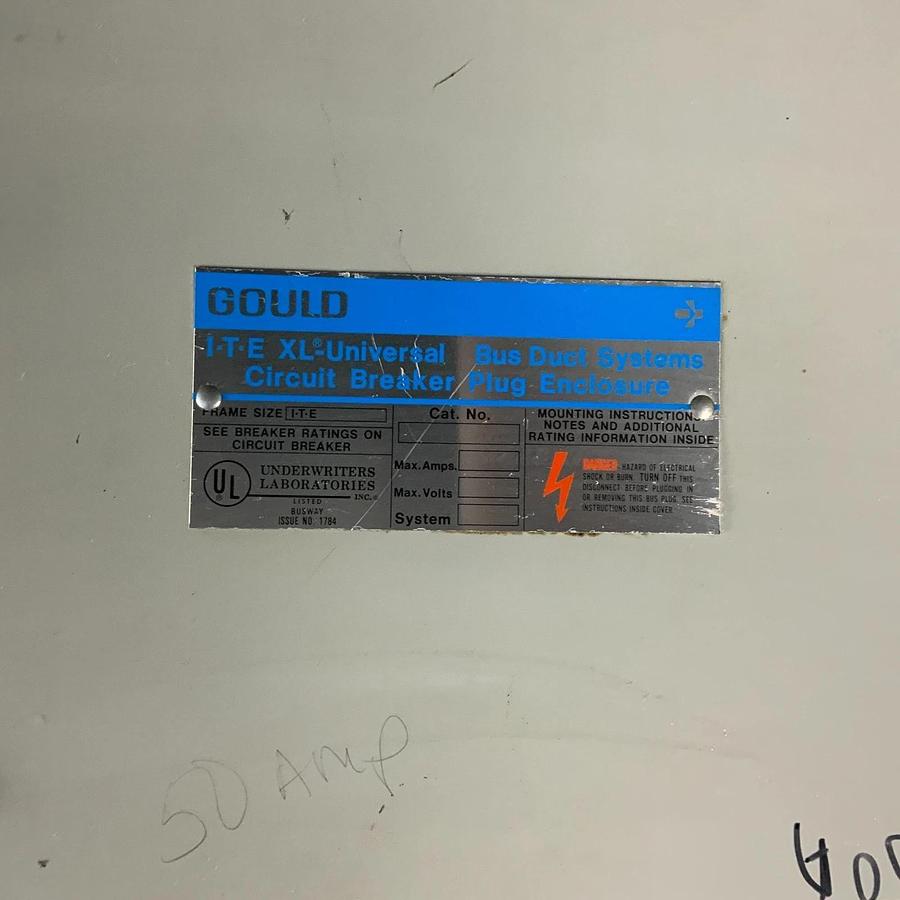 GOULD
I-T-E XL®-Universal Bus Duct Systems
Circuit Breaker Plug Enclosure
FRAME SIZE I-T-E
SEE BREAKER RATINGS ON
CIRCUIT BREAKER
UL
UNDERWRITERS
LABORATORIES
INC.®
LISTED
BUSWAY
ISSUE NO. 1784
Cat. No.
Max. Amps.
Max. Volts
System
MOUNTING INSTRUCTIONS
NOTES AND ADDITIONAL
RATING INFORMATION INSIDE
DANGER-HAZARD OF ELECTRICAL
SHOCK OR BURN. TURN OFF THIS
DISCONNECT BEFORE PLUGGING IN
OR REMOVING THIS BUS PLUG. SEE
INSTRUCTIONS INSIDE COVER.
50 AMP